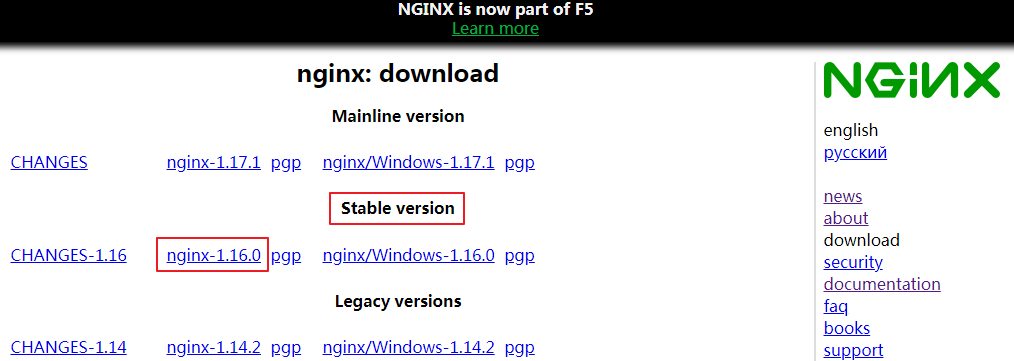 NGINX is now part of F5
Learn more
nginx: download
Mainline version
CHANGES nginx-1.17.1 pgp nginx/Windows-1.17.1 pgp
Stable version
CHANGES-1.16 nginx-1.16.0 pgp nginx/Windows-1.16.0 pgp
Legacy versions
CHANGES-1.14 nginx-1.14.2 pgp nginx/Windows-1.14.2 pgp
NGINX
english
русский
news
about
download
security
documentation
faq
books
support